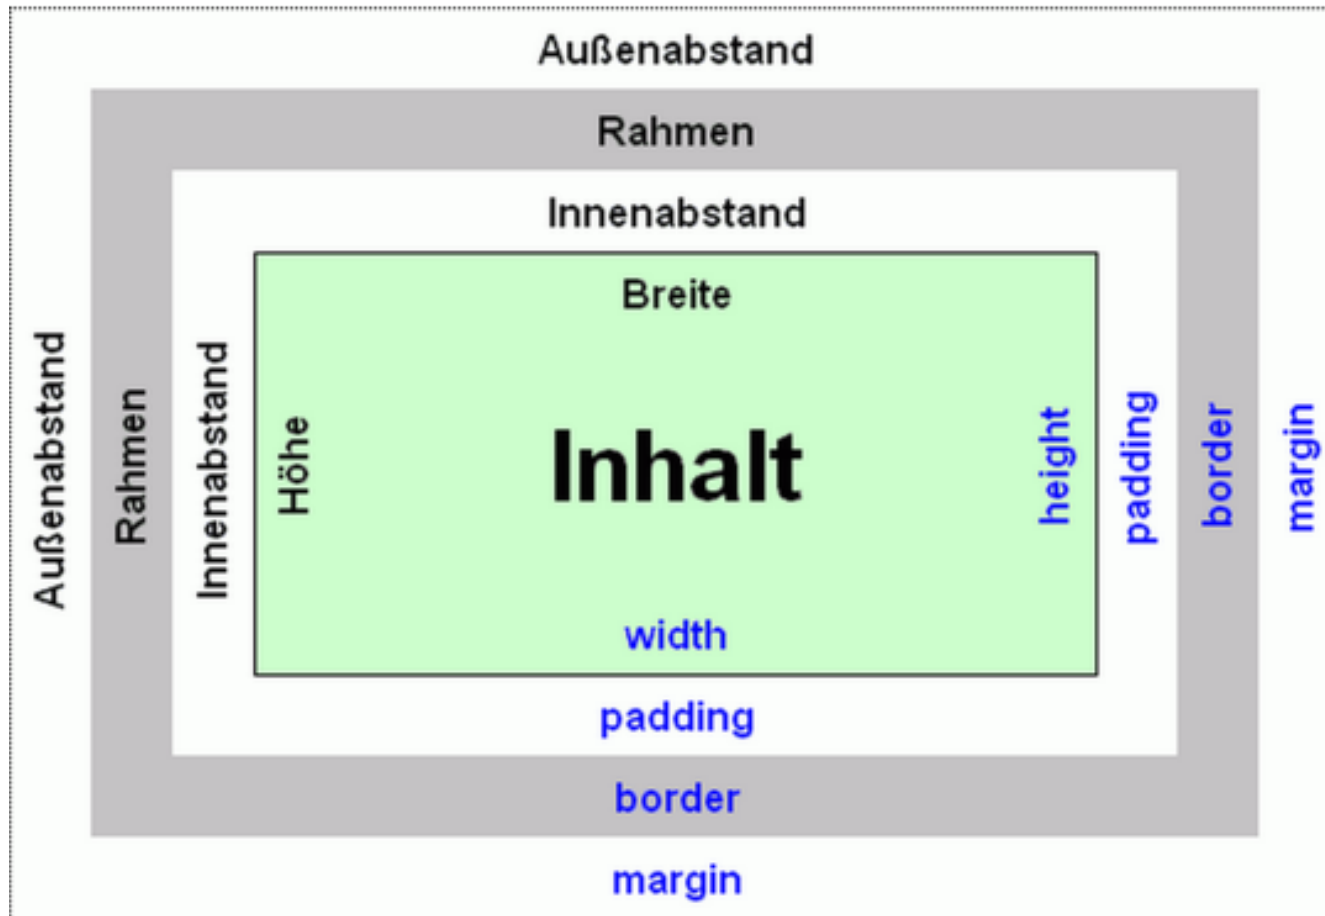 Außenabstand
Rahmen
Innenabstand
Breite
Außenabstand
Rahmen
Innenabstand
Höhe
Inhalt
height
padding
border
margin
width
padding
border
margin